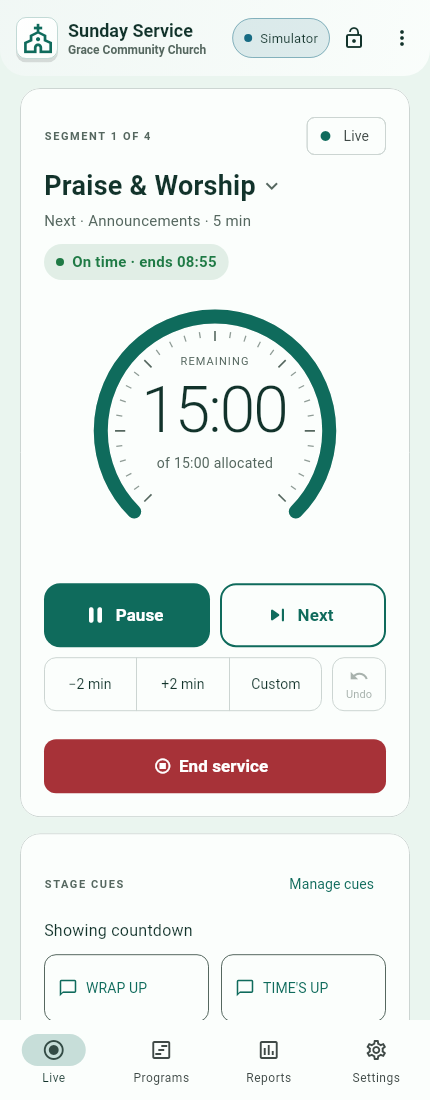 Sunday Service
Grace Community Church
Simulator
SEGMENT 1 OF 4
Live
Praise & Worship
Next · Announcements · 5 min
On time · ends 08:55
REMAINING
15:00
of 15:00 allocated
Pause
Next
−2 min
+2 min
Custom
Undo
End service
STAGE CUES
Manage cues
Showing countdown
WRAP UP
TIME'S UP
Live
Programs
Reports
Settings